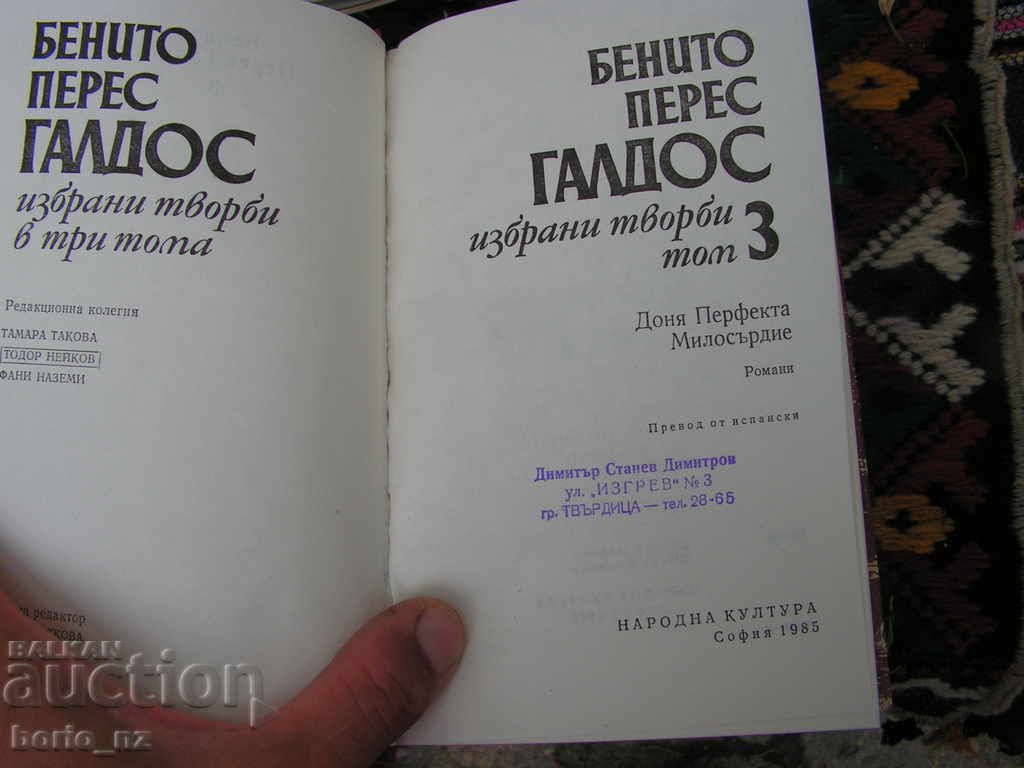 БЕНИТО
ПЕРЕС
ГАЛДОС
избрани творби
в три тома
Редакционна колегия
ТАМАРА ТАКОВА
ТОДОР НЕЙКОВ
ФАНИ НАЗЕМИ
редактор
БЕНИТО
ПЕРЕС
ГАЛДОС
избрани творби
том 3
Доня Перфекта
Милосърдие
Романи
Превод от испански
Димитър Станев Димитров
ул. „ИЗГРЕВ" № 3
гр. ТВЪРДИЦА — тел. 28-65
НАРОДНА КУЛТУРА
София 1985
BALKAN
auction
borio_nz